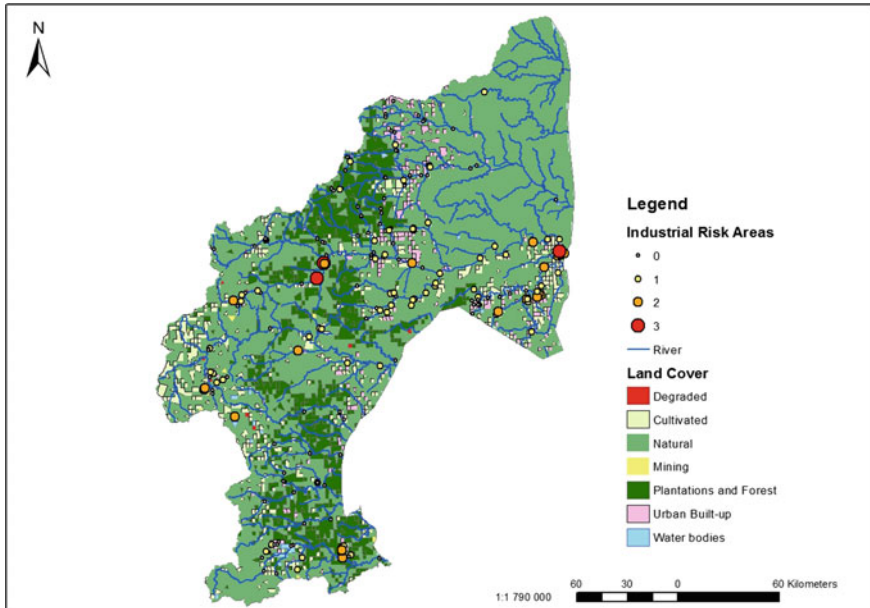 N
Legend
Industrial Risk Areas
0
1
2
3
River
Land Cover
Degraded
Cultivated
Natural
Mining
Plantations and Forest
Urban Built-up
Water bodies
1:1 790 000
60 30 0 60 Kilometers